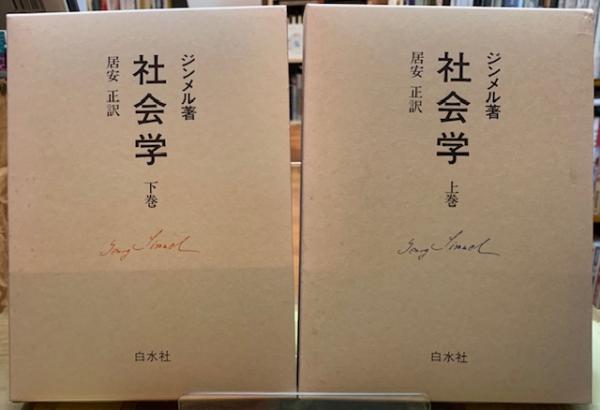 ジンメル著
社会学
居安 正訳
下巻
Georg Simmel
白水社
ジンメル著
社会学
居安 正訳
上巻
Georg Simmel
白水社